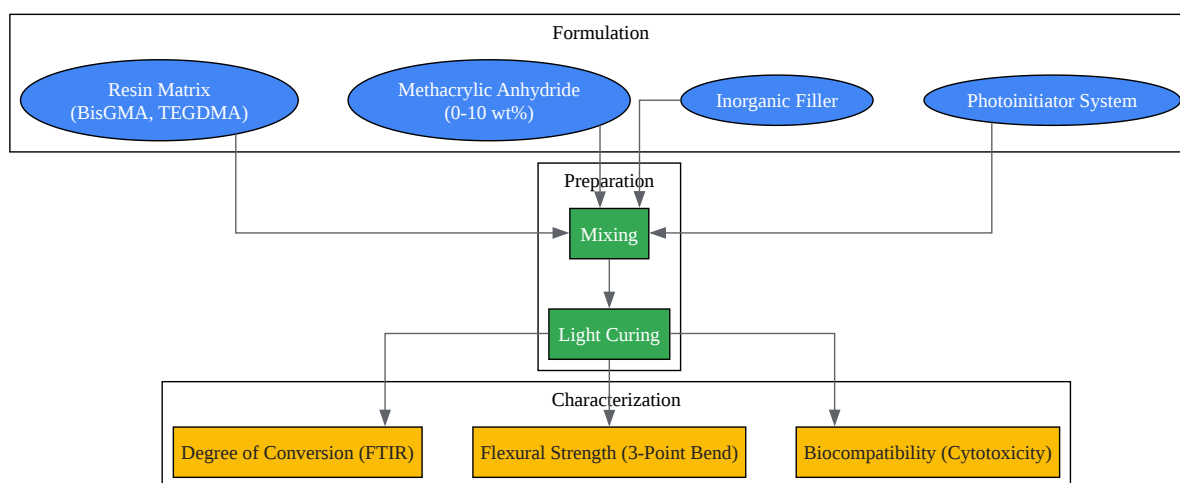 Formulation
Resin Matrix
(BisGMA, TEGDMA)
Methacrylic Anhydride
(0-10 wt%)
Inorganic Filler
Photoinitiator System
Preparation
Mixing
Light Curing
Characterization
Degree of Conversion (FTIR)
Flexural Strength (3-Point Bend)
Biocompatibility (Cytotoxicity)